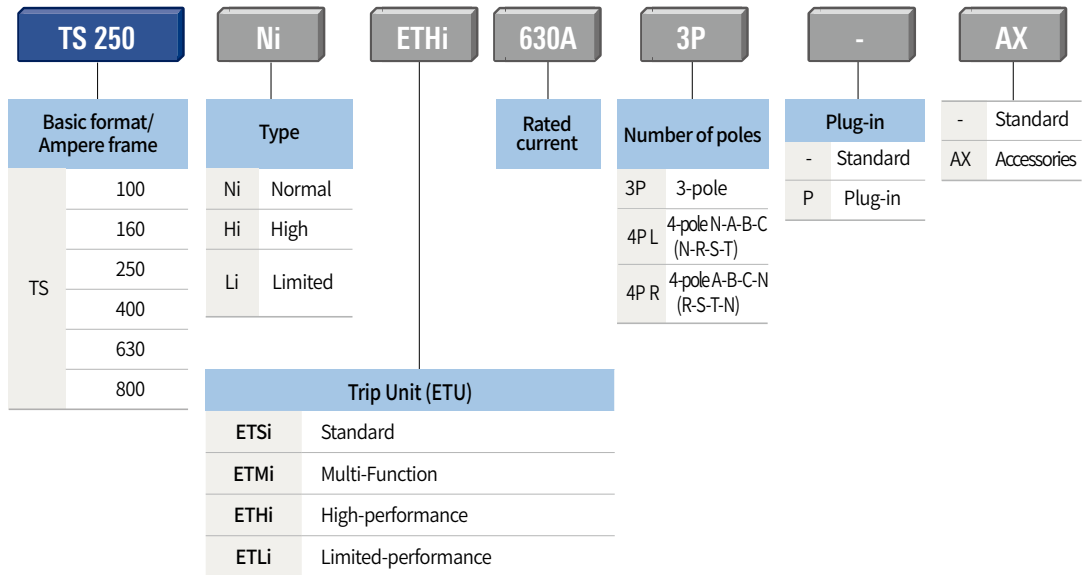 TS 250 Ni ETHi 630A 3P - AX
Basic format/
Ampere frame
TS
100
160
250
400
630
800
Type
Ni Normal
Hi High
Li Limited
Rated
current
Number of poles
3P 3-pole
4P L 4-pole N-A-B-C
(N-R-S-T)
4P R 4-pole A-B-C-N
(R-S-T-N)
Plug-in
- Standard
P Plug-in
- Standard
AX Accessories
Trip Unit (ETU)
ETSi Standard
ETMi Multi-Function
ETHi High-performance
ETLi Limited-performance